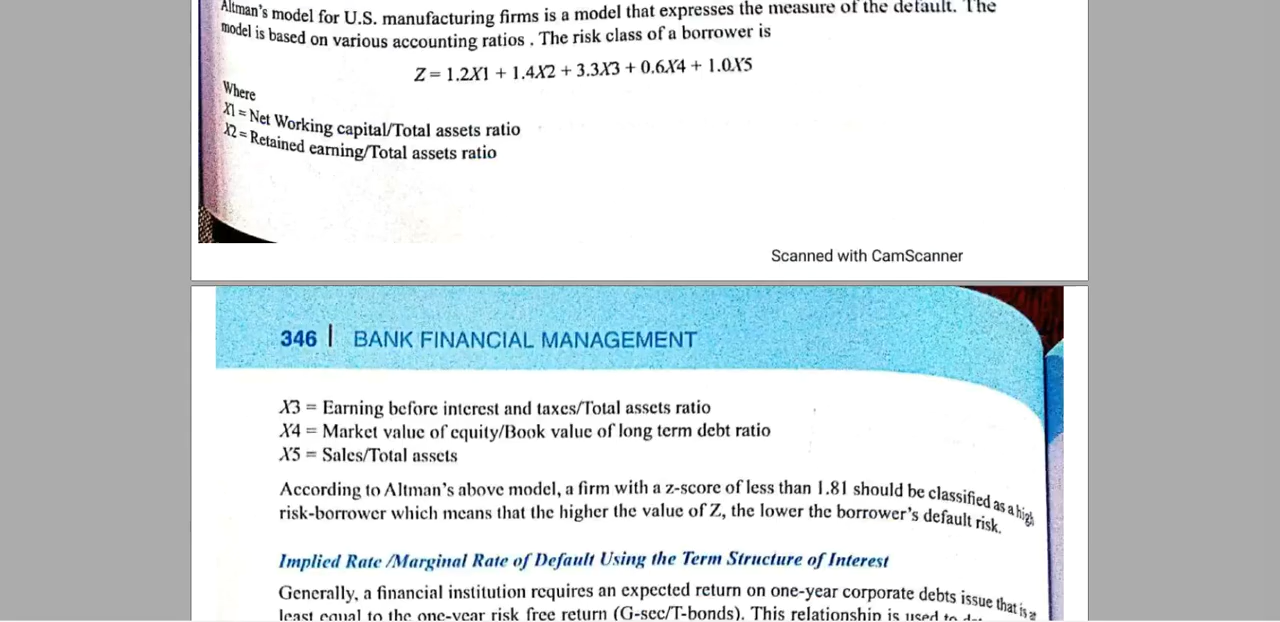 Altman's model for U.S. manufacturing firms is a model that expresses the measure of the default. The
model is based on various accounting ratios . The risk class of a borrower is
Z = 1.2X1 + 1.4X2 + 3.3X3 + 0.6X4 + 1.0X5
Where
X1 = Net Working capital/Total assets ratio
X2 = Retained earning/Total assets ratio
Scanned with CamScanner
346 | BANK FINANCIAL MANAGEMENT
X3 = Earning before interest and taxes/Total assets ratio
X4 = Market value of equity/Book value of long term debt ratio
X5 = Sales/Total assets
According to Altman's above model, a firm with a z-score of less than 1.81 should be classified as a high
risk-borrower which means that the higher the value of Z, the lower the borrower's default risk.
Implied Rate /Marginal Rate of Default Using the Term Structure of Interest
Generally, a financial institution requires an expected return on one-year corporate debts issue that is at
least equal to the one-year risk free return (G-sec/T-bonds). This relationship is used to